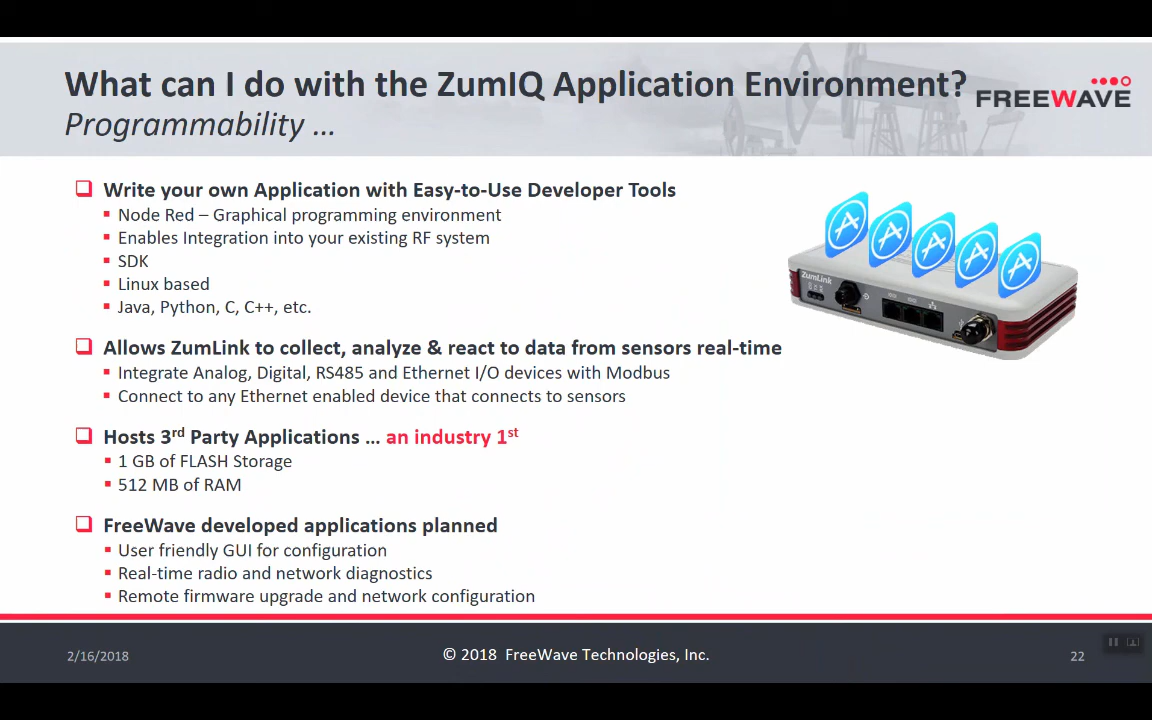 What can I do with the ZumIQ Application Environment?
Programmability ...
FREEWAVE
❑ Write your own Application with Easy-to-Use Developer Tools
▪ Node Red – Graphical programming environment
▪ Enables Integration into your existing RF system
▪ SDK
▪ Linux based
▪ Java, Python, C, C++, etc.
❑ Allows ZumLink to collect, analyze & react to data from sensors real-time
▪ Integrate Analog, Digital, RS485 and Ethernet I/O devices with Modbus
▪ Connect to any Ethernet enabled device that connects to sensors
❑ Hosts 3rd Party Applications ... an industry 1st
▪ 1 GB of FLASH Storage
▪ 512 MB of RAM
❑ FreeWave developed applications planned
▪ User friendly GUI for configuration
▪ Real-time radio and network diagnostics
▪ Remote firmware upgrade and network configuration
ZumLink
2/16/2018
© 2018 FreeWave Technologies, Inc.
22